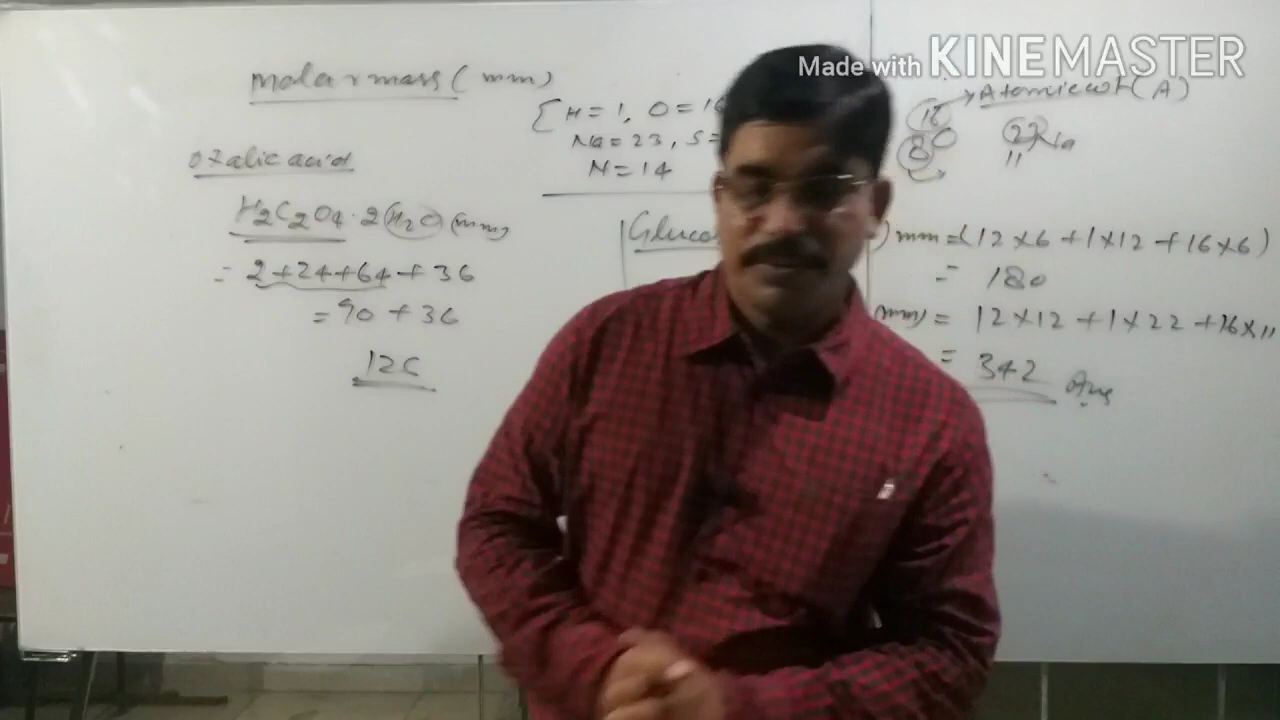 Made with KINEMASTER
Molar mass (mm)
{H = 1, O = 16
Na = 23, S =
N = 14
Oxalic acid
H2C2O4 · 2 H2O (mm)
= 2 + 24 + 64 + 36
= 90 + 36
126
Atomic wt (A)
16
8 O
23 Na
11
Gluco
) mm = (12 × 6 + 1 × 12 + 16 × 6)
= 180
(mm) = 12 × 12 + 1 × 22 + 16 × 11
= 342 Ans